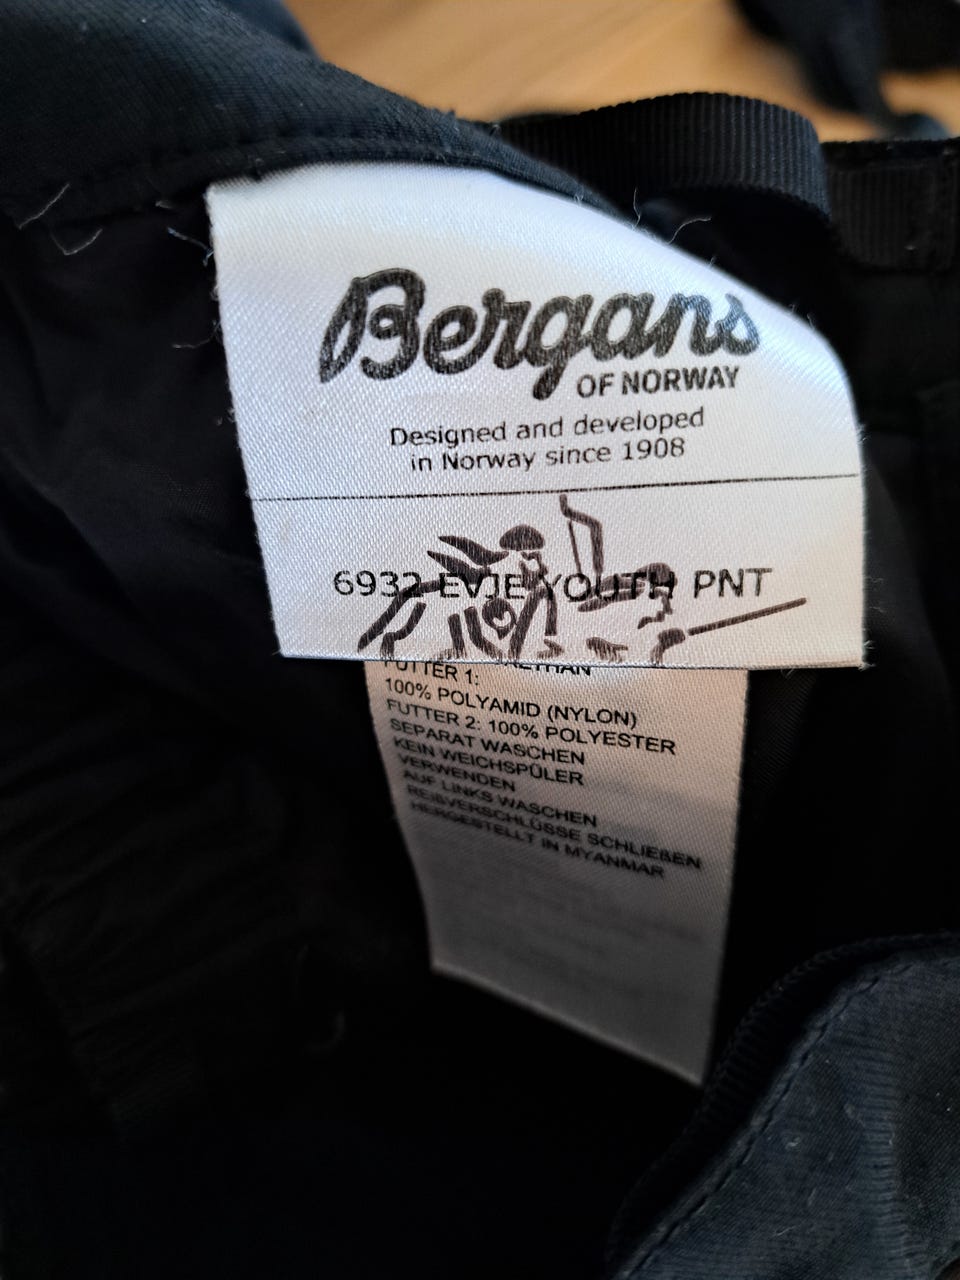 Bergans
OF NORWAY
Designed and developed
in Norway since 1908
6932 EVJE YOUTH PNT
FUTTER 1:
100% POLYAMID (NYLON)
FUTTER 2: 100% POLYESTER
SEPARAT WASCHEN
KEIN WEICHSPÜLER
VERWENDEN
AUF LINKS WASCHEN
REIßVERSCHLÜSSE SCHLIEßEN
HERGESTELLT IN MYANMAR